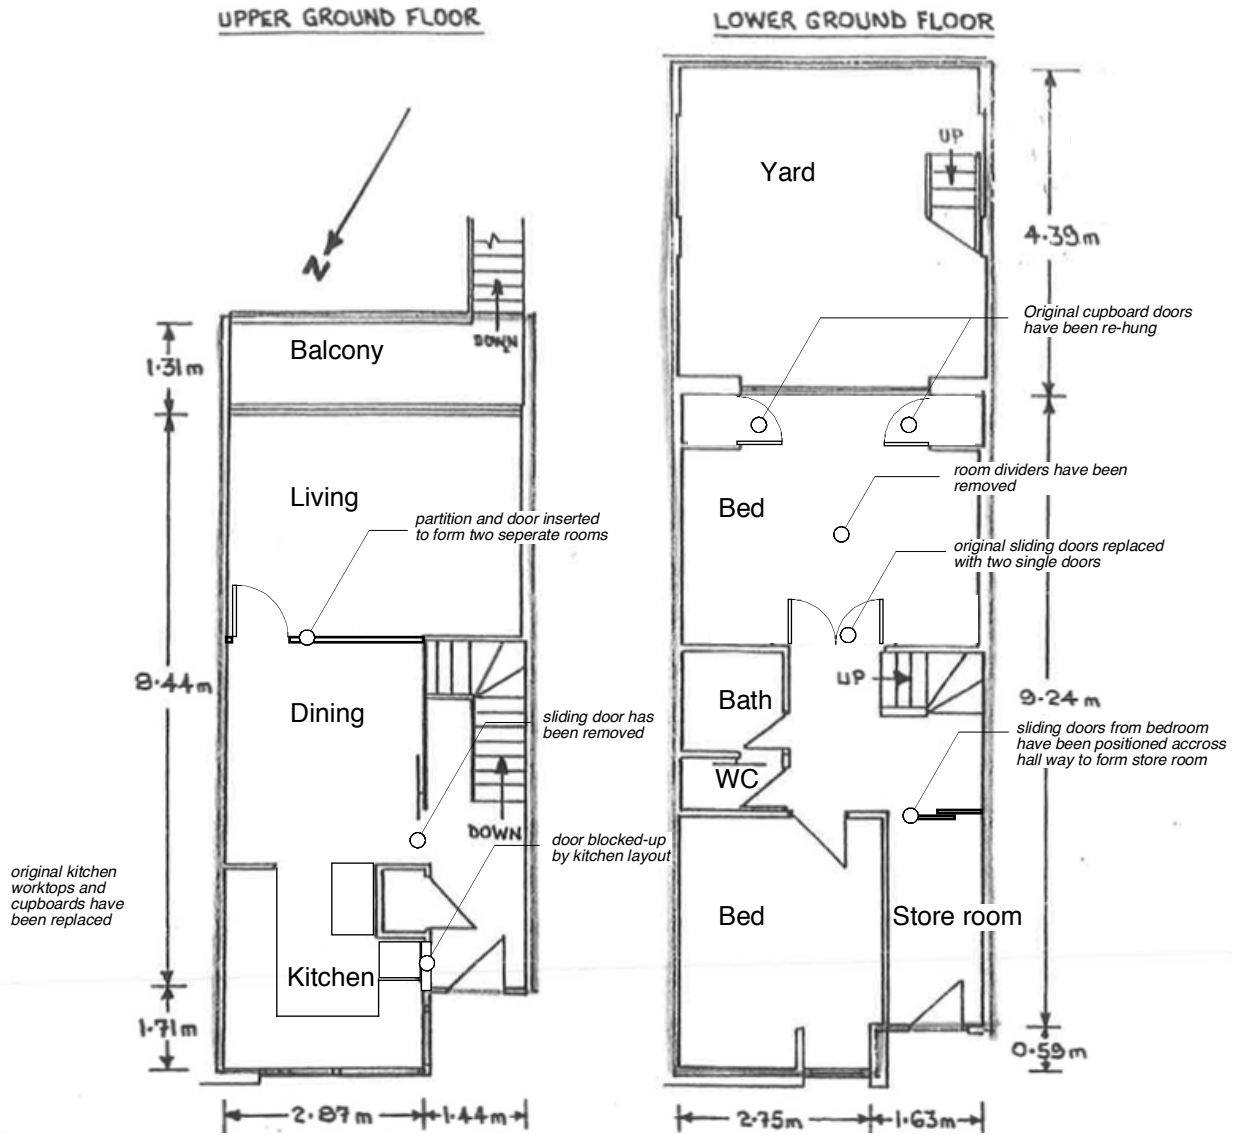 UPPER GROUND FLOOR
LOWER GROUND FLOOR
N
Balcony
DOWN
1.31m
Living
partition and door inserted
to form two seperate rooms
8.44m
Dining
sliding door has
been removed
DOWN
door blocked-up
by kitchen layout
original kitchen
worktops and
cupboards have
been replaced
Kitchen
1.71m
2.87m
1.44m
Yard
UP
4.39m
Original cupboard doors
have been re-hung
room dividers have been
removed
Bed
original sliding doors replaced
with two single doors
UP
Bath
9.24m
sliding doors from bedroom
have been positioned accross
hall way to form store room
WC
Bed
Store room
0.59m
2.75m
1.63m